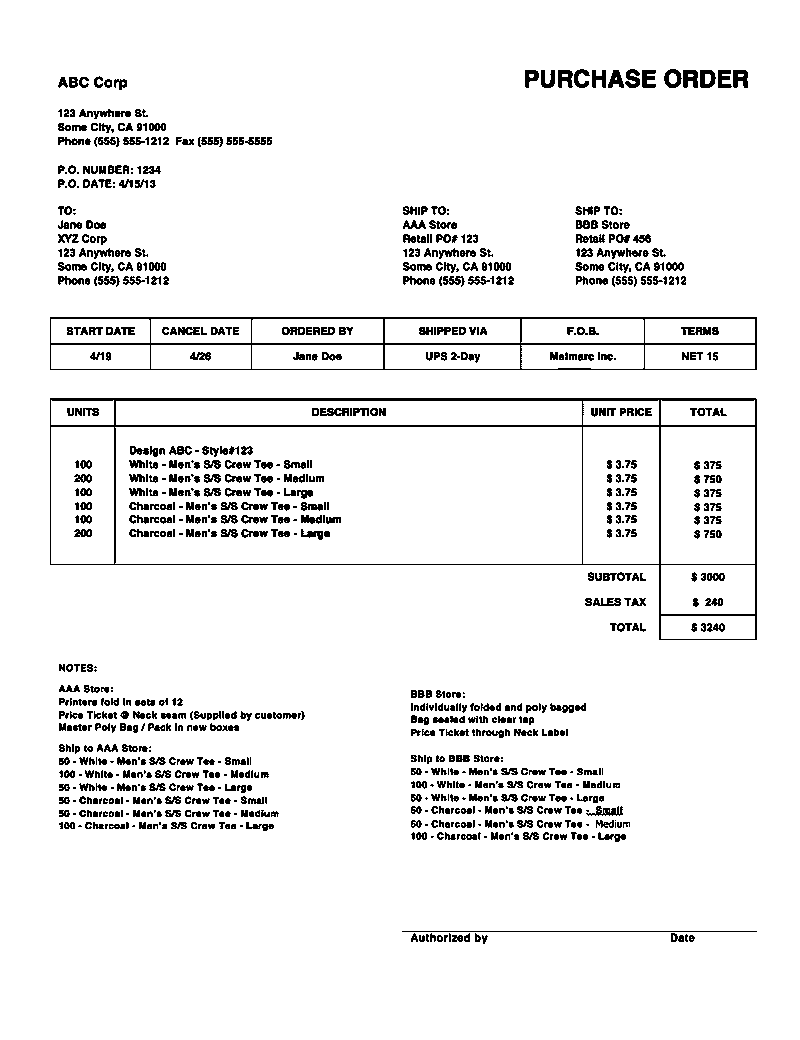 ABC Corp
PURCHASE ORDER
123 Anywhere St.
Some City, CA 91000
Phone (555) 555-1212 Fax (555) 555-5555
P.O. NUMBER: 1234
P.O. DATE: 4/15/13
TO:
Jane Doe
XYZ Corp
123 Anywhere St.
Some City, CA 91000
Phone (555) 555-1212
SHIP TO:
AAA Store
Retail PO# 123
123 Anywhere St.
Some City, CA 91000
Phone (555) 555-1212
SHIP TO:
BBB Store
Retail PO# 456
123 Anywhere St.
Some City, CA 91000
Phone (555) 555-1212
START DATE CANCEL DATE ORDERED BY SHIPPED VIA F.O.B. TERMS
4/19 4/26 Jane Doe UPS 2-Day Melmarc Inc. NET 15
UNITS DESCRIPTION UNIT PRICE TOTAL
Design ABC - Style#123
100 White - Men's S/S Crew Tee - Small $ 3.75 $ 375
200 White - Men's S/S Crew Tee - Medium $ 3.75 $ 750
100 White - Men's S/S Crew Tee - Large $ 3.75 $ 375
100 Charcoal - Men's S/S Crew Tee - Small $ 3.75 $ 375
100 Charcoal - Men's S/S Crew Tee - Medium $ 3.75 $ 375
200 Charcoal - Men's S/S Crew Tee - Large $ 3.75 $ 750
SUBTOTAL $ 3000
SALES TAX $ 240
TOTAL $ 3240
NOTES:
AAA Store:
Printers fold in sets of 12
Price Ticket @ Neck seam (Supplied by customer)
Master Poly Bag / Pack in new boxes
Ship to AAA Store:
50 - White - Men's S/S Crew Tee - Small
100 - White - Men's S/S Crew Tee - Medium
50 - White - Men's S/S Crew Tee - Large
50 - Charcoal - Men's S/S Crew Tee - Small
50 - Charcoal - Men's S/S Crew Tee - Medium
100 - Charcoal - Men's S/S Crew Tee - Large
BBB Store:
Individually folded and poly bagged
Bag sealed with clear tap
Price Ticket through Neck Label
Ship to BBB Store:
50 - White - Men's S/S Crew Tee - Small
100 - White - Men's S/S Crew Tee - Medium
50 - White - Men's S/S Crew Tee - Large
50 - Charcoal - Men's S/S Crew Tee - Small
50 - Charcoal - Men's S/S Crew Tee - Medium
100 - Charcoal - Men's S/S Crew Tee - Large
Authorized by Date